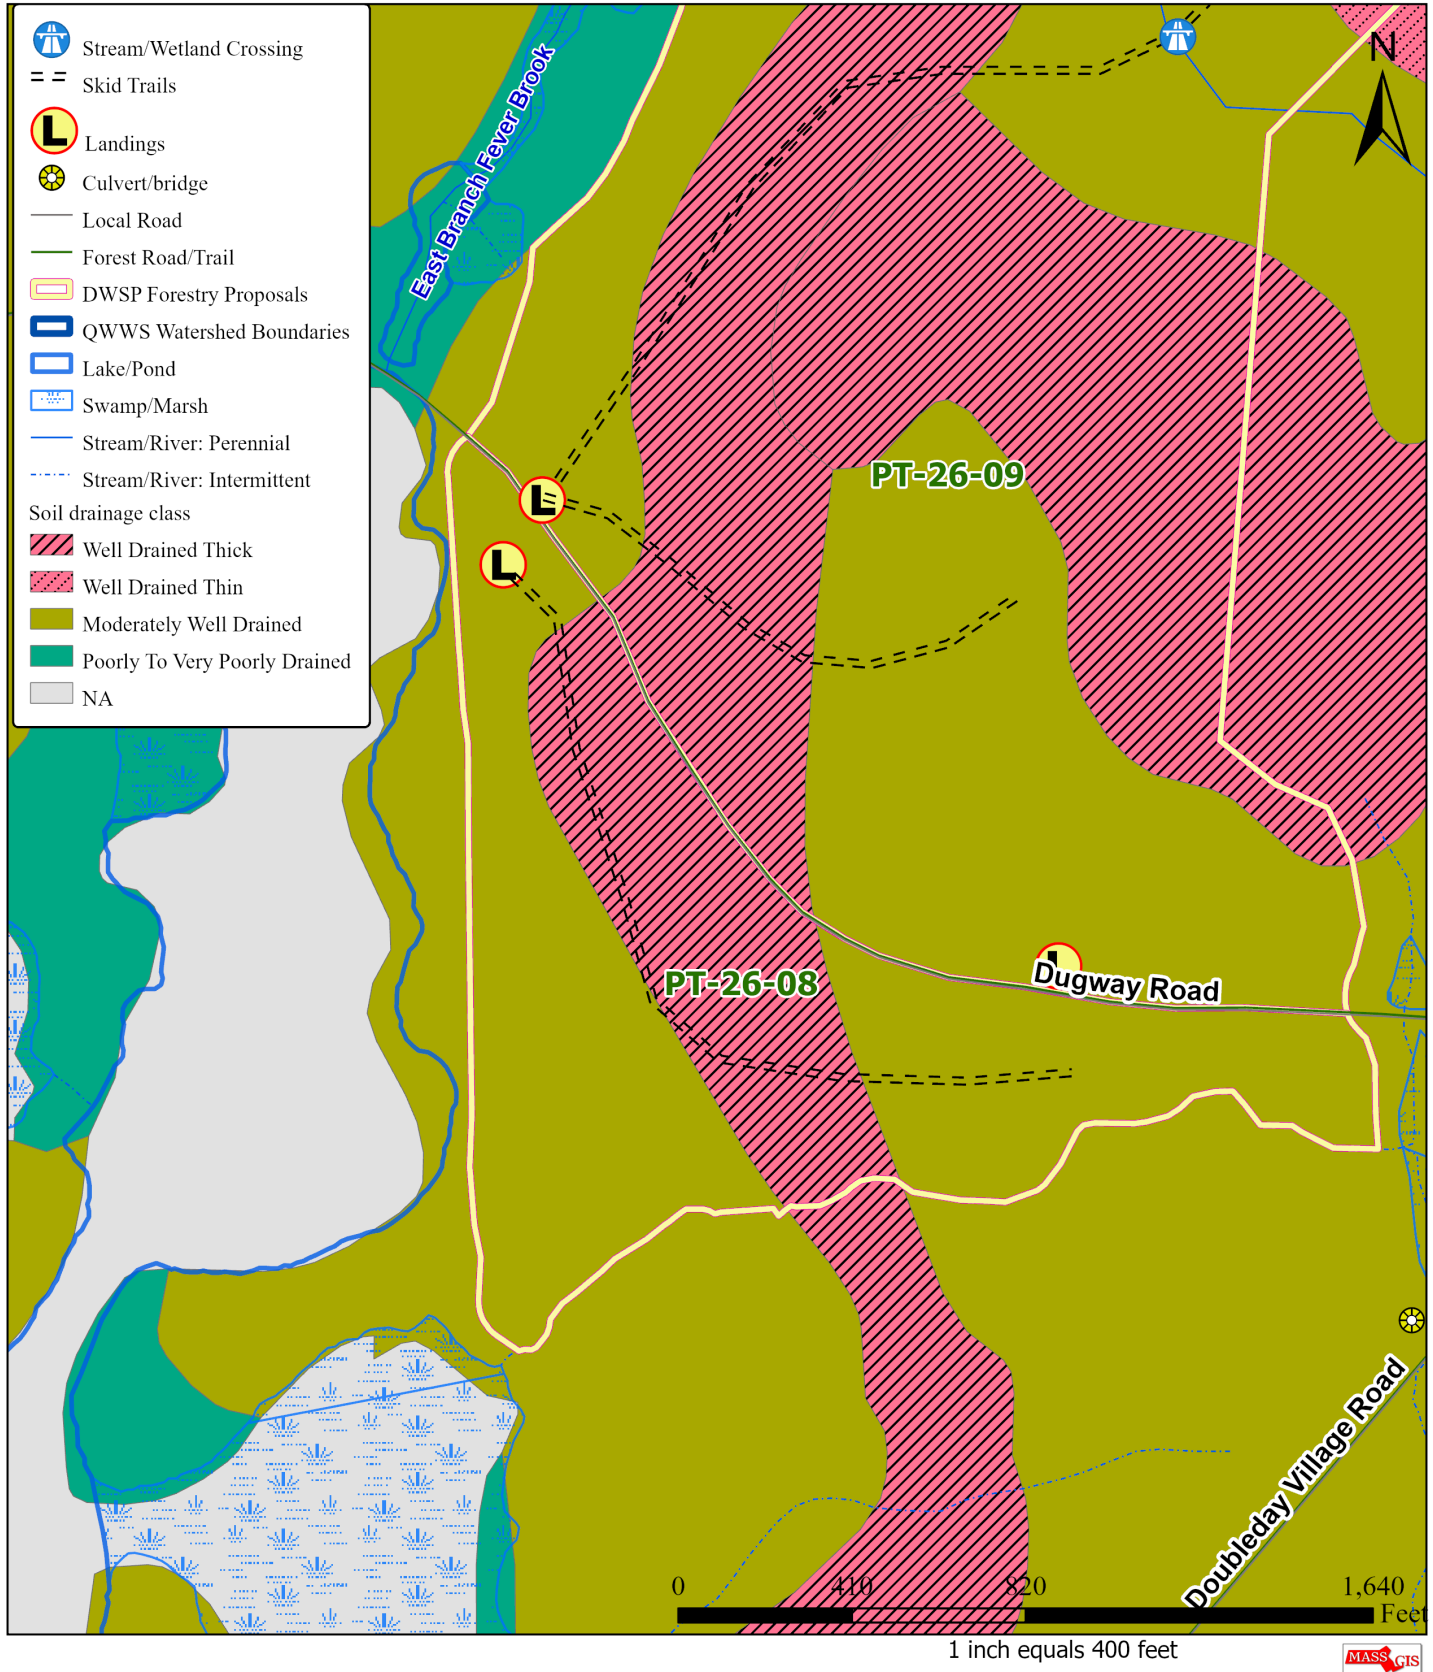 Stream/Wetland Crossing
Skid Trails
L Landings
Culvert/bridge
Local Road
Forest Road/Trail
DWSP Forestry Proposals
QWWS Watershed Boundaries
Lake/Pond
Swamp/Marsh
Stream/River: Perennial
Stream/River: Intermittent
Soil drainage class
Well Drained Thick
Well Drained Thin
Moderately Well Drained
Poorly To Very Poorly Drained
NA
East Branch Fever Brook
N
PT-26-09
L
L
L
PT-26-08
Dugway Road
Doubleday Village Road
0 410 820 1,640
Feet
1 inch equals 400 feet
MASS GIS